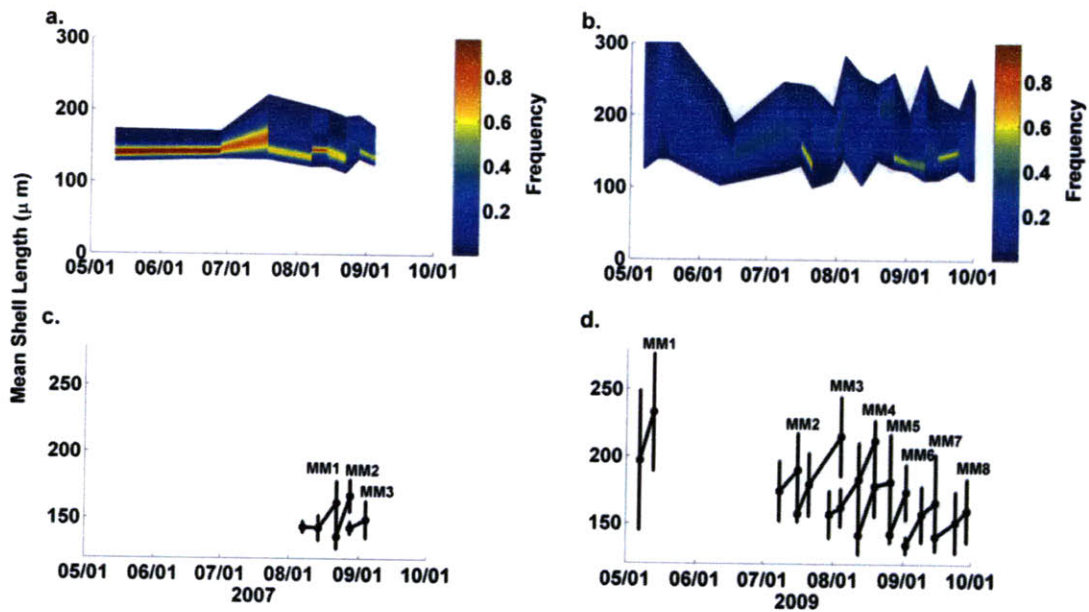 a.
300
200
100
0
05/01 06/01 07/01 08/01 09/01 10/01
0.8
0.6
0.4
0.2
Frequency
b.
300
200
100
0
05/01 06/01 07/01 08/01 09/01 10/01
0.8
0.6
0.4
0.2
Frequency
Mean Shell Length (μ m)
c.
250
200
150
MM1 MM2
MM3
05/01 06/01 07/01 08/01 09/01 10/01
2007
d.
250
200
150
MM1
MM2
MM3
MM4
MM5
MM6
MM7
MM8
05/01 06/01 07/01 08/01 09/01 10/01
2009